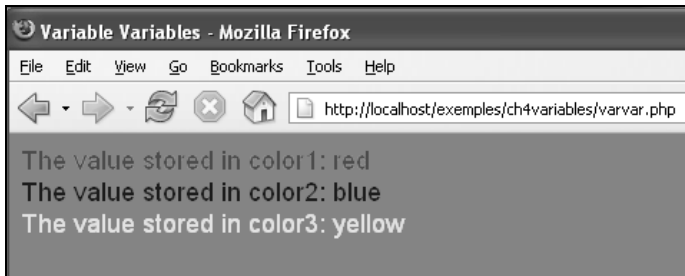 Variable Variables - Mozilla Firefox
File Edit View Go Bookmarks Tools Help
http://localhost/exemples/ch4variables/varvar.php
The value stored in color1: red
The value stored in color2: blue
The value stored in color3: yellow